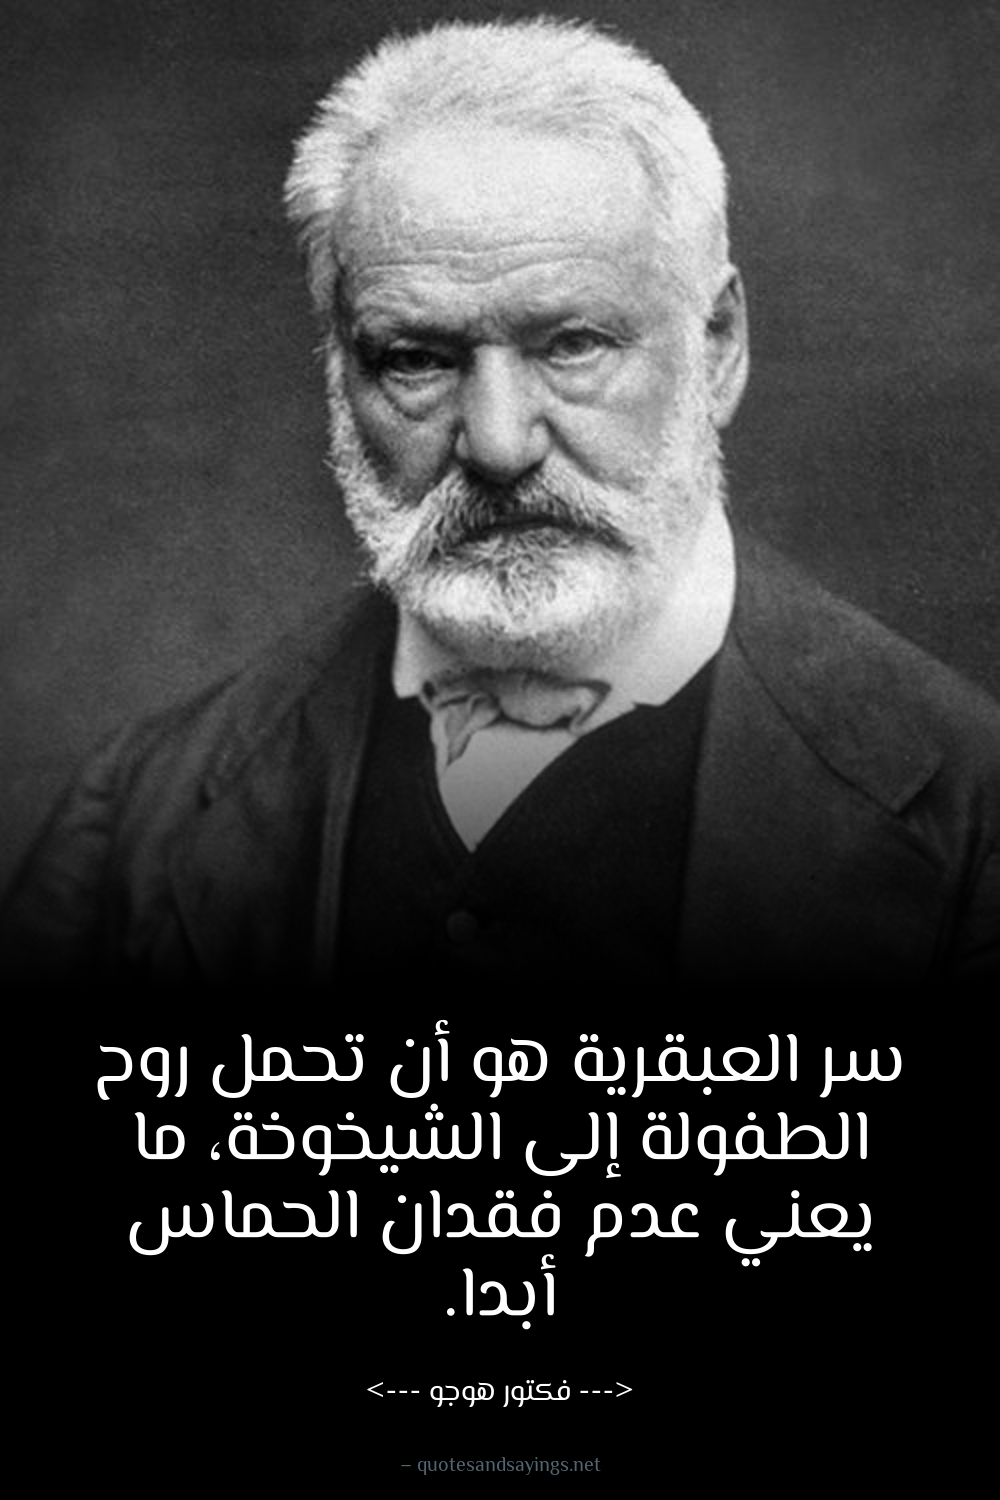 سر العبقرية هو أن تحمل روح
الطفولة إلى الشيخوخة، ما
يعني عدم فقدان الحماس
أبدا.
<--- فكتور هوجو --->
– quotesandsayings.net